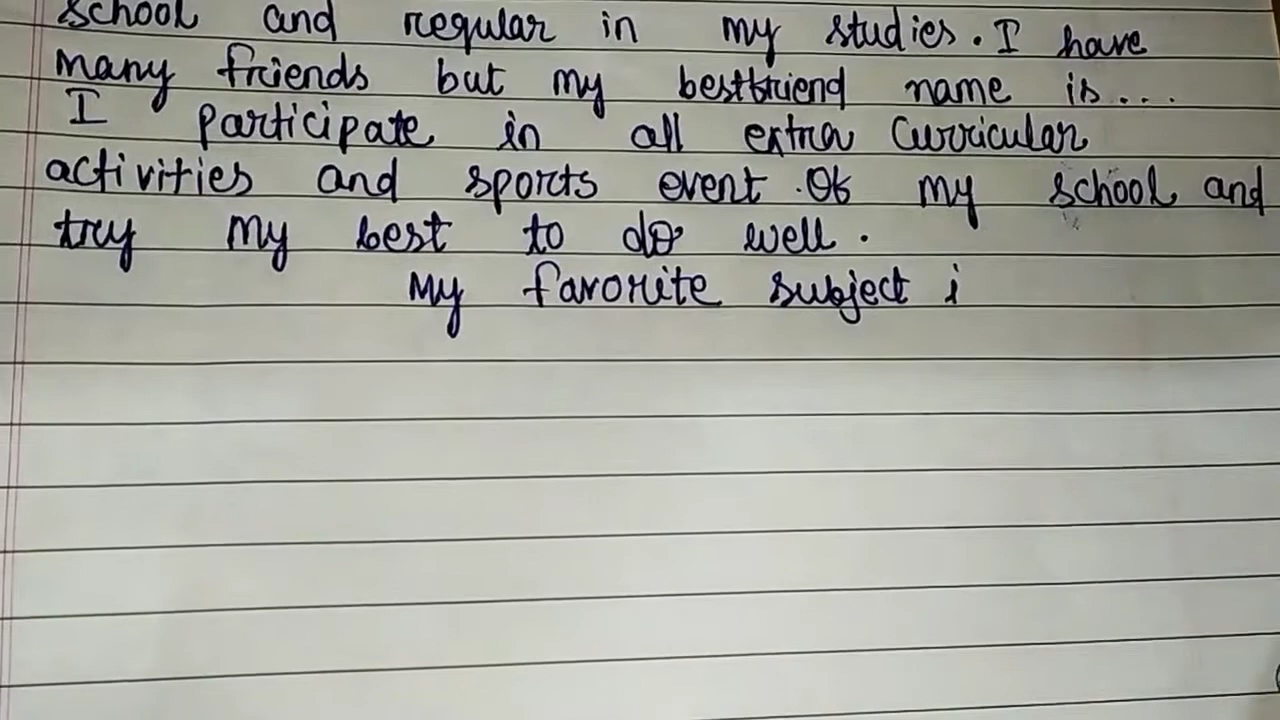 school and regular in my studies. I have
many friends but my bestfriend name is...
I participate in all extra Curricular
activities and sports event. Of my school and
try my best to do well.
My favorite subject i